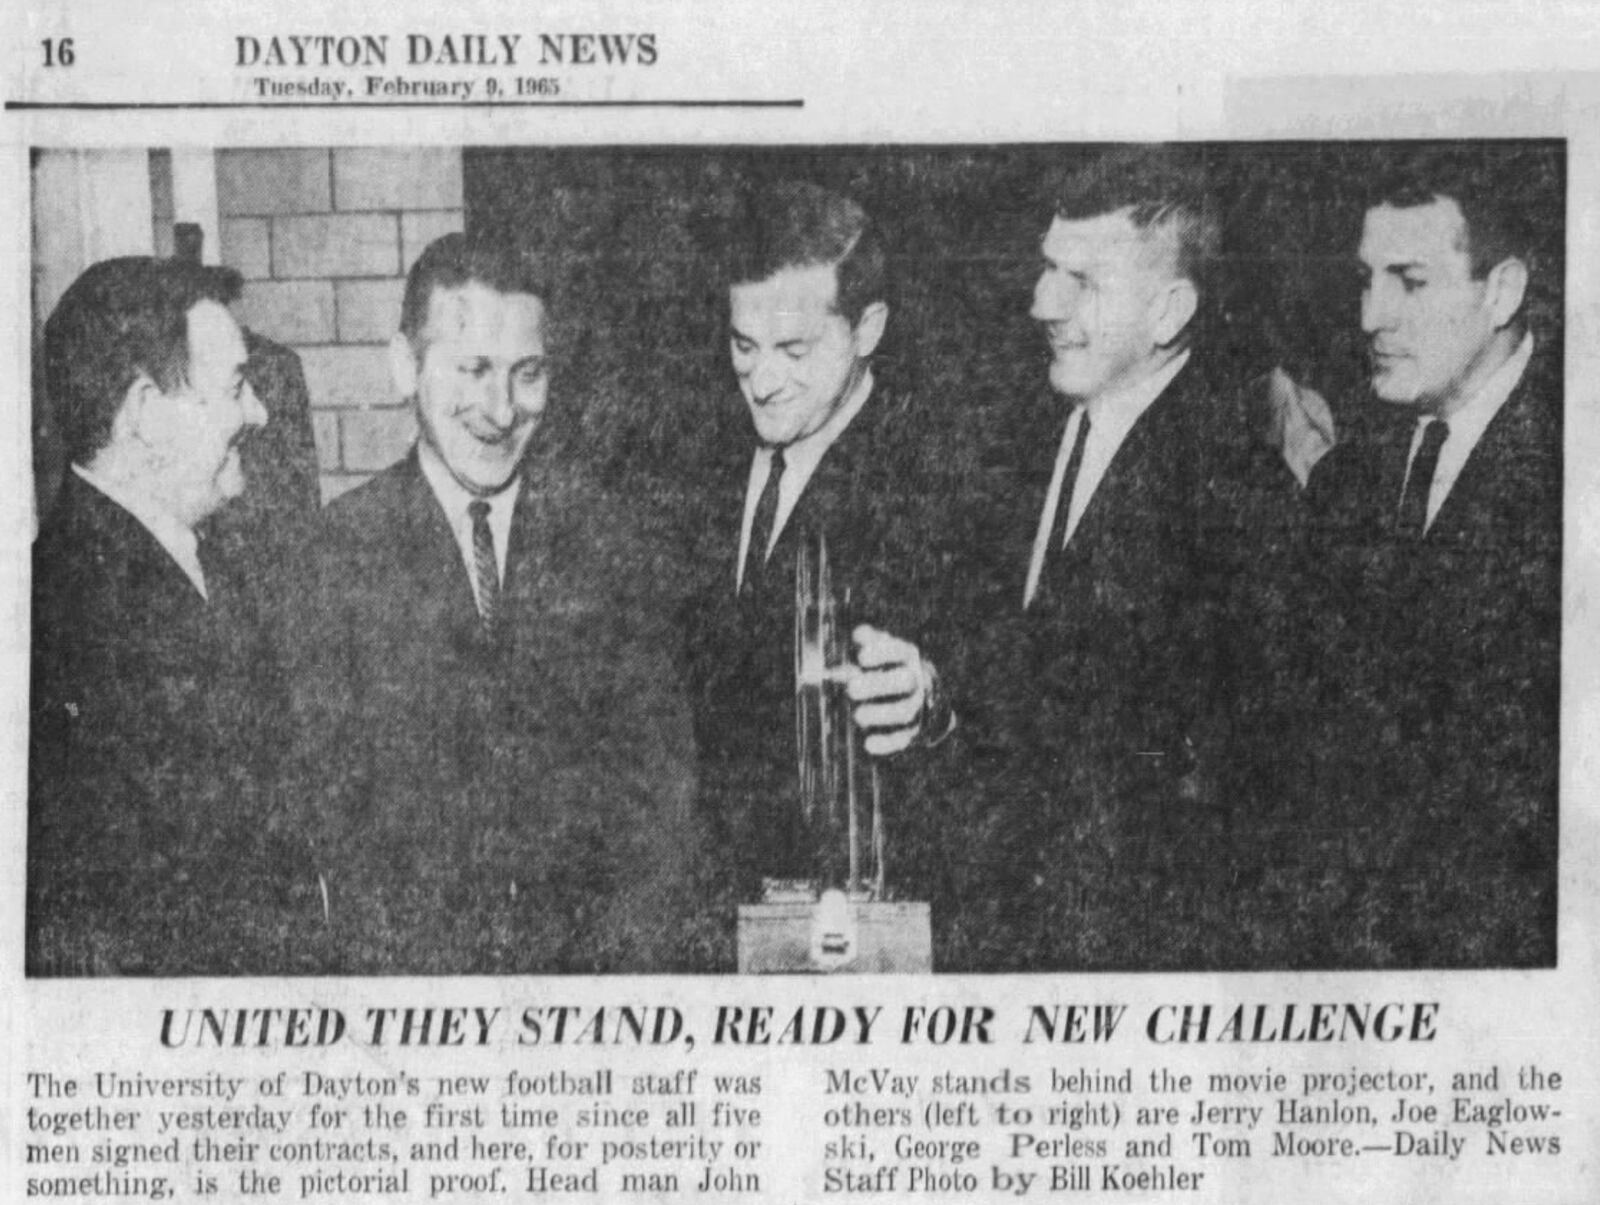 16
DAYTON DAILY NEWS
Tuesday, February 9, 1965
UNITED THEY STAND, READY FOR NEW CHALLENGE
The University of Dayton's new football staff was
together yesterday for the first time since all five
men signed their contracts, and here, for posterity or
something, is the pictorial proof. Head man John
McVay stands behind the movie projector, and the
others (left to right) are Jerry Hanlon, Joe Eaglow-
ski, George Perless and Tom Moore.—Daily News
Staff Photo by Bill Koehler